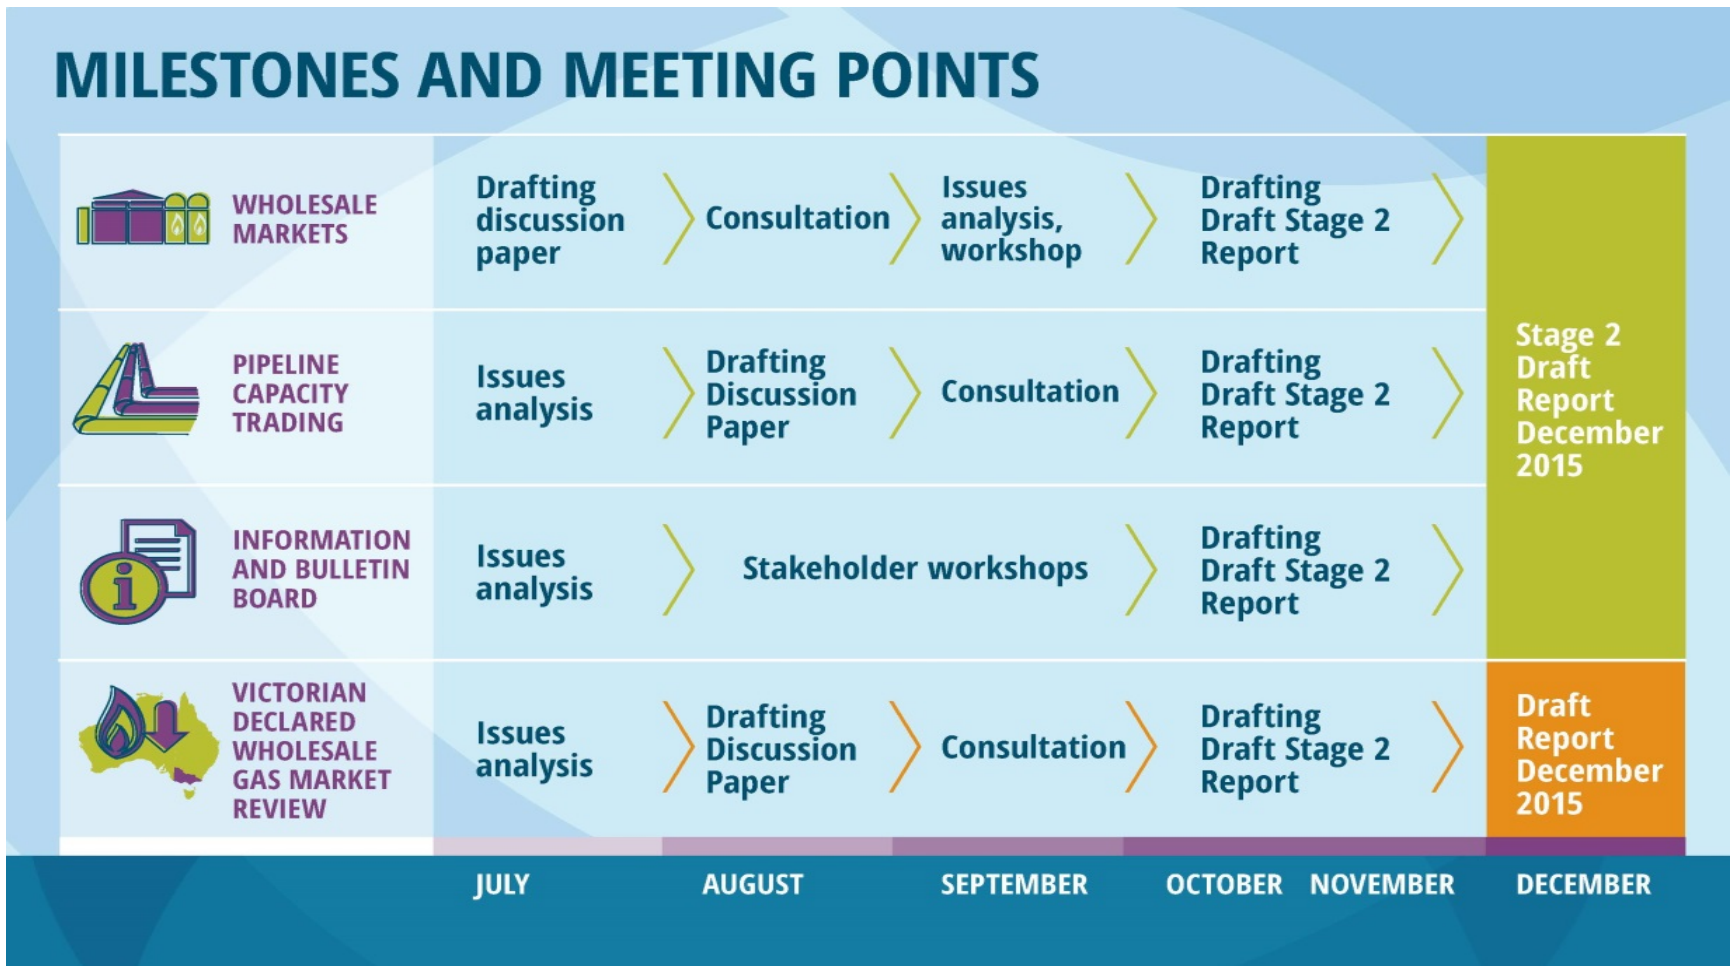 MILESTONES AND MEETING POINTS
WHOLESALE
MARKETS
Drafting
discussion
paper
Consultation
Issues
analysis,
workshop
Drafting
Draft Stage 2
Report
PIPELINE
CAPACITY
TRADING
Issues
analysis
Drafting
Discussion
Paper
Consultation
Drafting
Draft Stage 2
Report
Stage 2
Draft
Report
December
2015
INFORMATION
AND BULLETIN
BOARD
Issues
analysis
Stakeholder workshops
Drafting
Draft Stage 2
Report
VICTORIAN
DECLARED
WHOLESALE
GAS MARKET
REVIEW
Issues
analysis
Drafting
Discussion
Paper
Consultation
Drafting
Draft Stage 2
Report
Draft
Report
December
2015
JULY AUGUST SEPTEMBER OCTOBER NOVEMBER DECEMBER